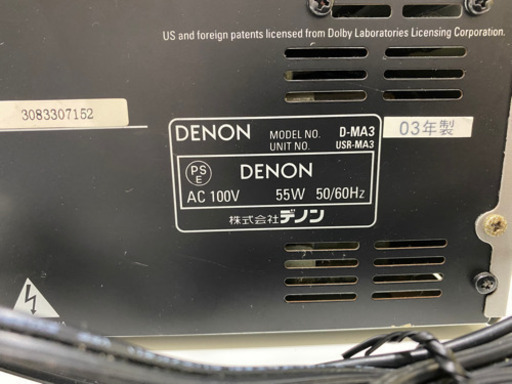 US and foreign patents licensed from Dolby Laboratories Licensing Corporation.
3083307152
DENON MODEL NO. D-MA3
UNIT NO. USR-MA3
03年製
PS
E
DENON
AC 100V 55W 50/60Hz
株式会社デノン